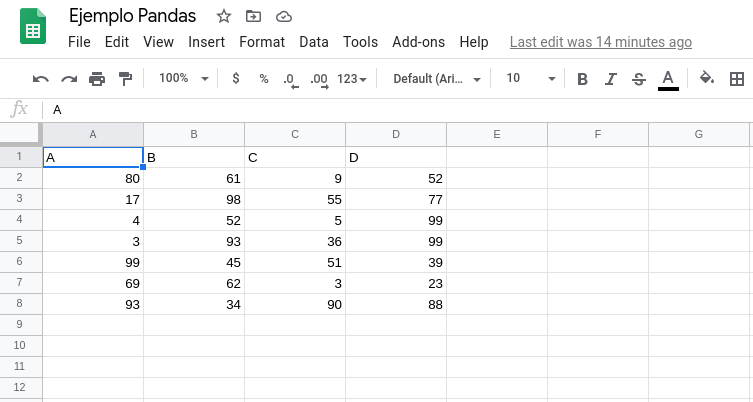 Ejemplo Pandas
File Edit View Insert Format Data Tools Add-ons Help Last edit was 14 minutes ago
100% $ % .0 .00 123 Default (Ari... 10 B I S A
fx A
A B C D E F G
1 A B C D
2 80 61 9 52
3 17 98 55 77
4 4 52 5 99
5 3 93 36 99
6 99 45 51 39
7 69 62 3 23
8 93 34 90 88
9
10
11
12